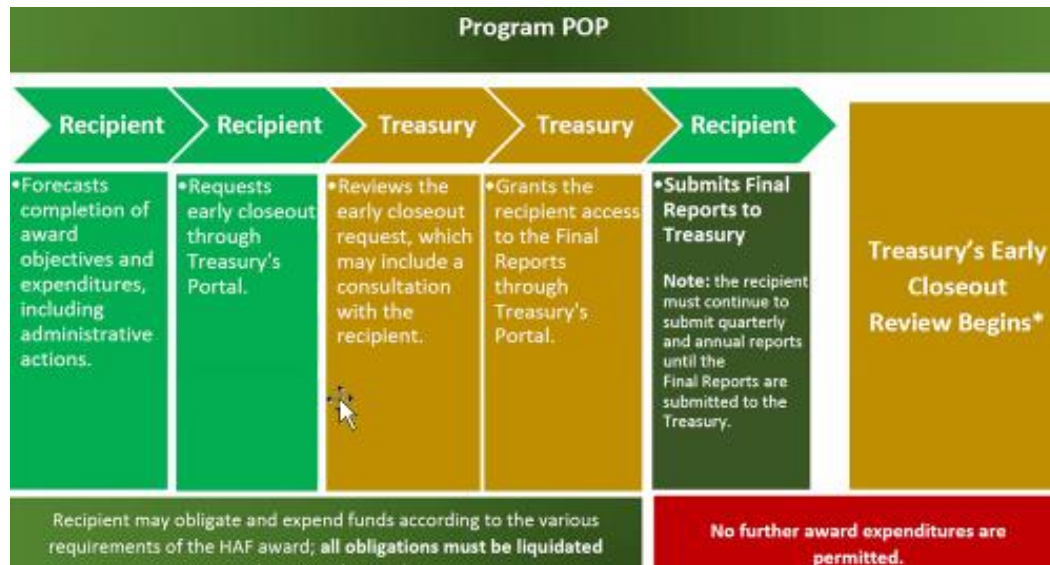 Program POP
Recipient
Recipient
Treasury
Treasury
Recipient
•Forecasts
completion of
award
objectives and
expenditures,
including
administrative
actions.
•Requests
early closeout
through
Treasury's
Portal.
•Reviews the
early closeout
request, which
may include a
consultation
with the
recipient.
•Grants the
recipient access
to the Final
Reports
through
Treasury's
Portal.
•Submits Final
Reports to
Treasury
Note: the recipient
must continue to
submit quarterly
and annual reports
until the
Final Reports are
submitted to the
Treasury.
Treasury's Early
Closeout
Review Begins*
Recipient may obligate and expend funds according to the various
requirements of the HAF award; all obligations must be liquidated
No further award expenditures are
permitted.